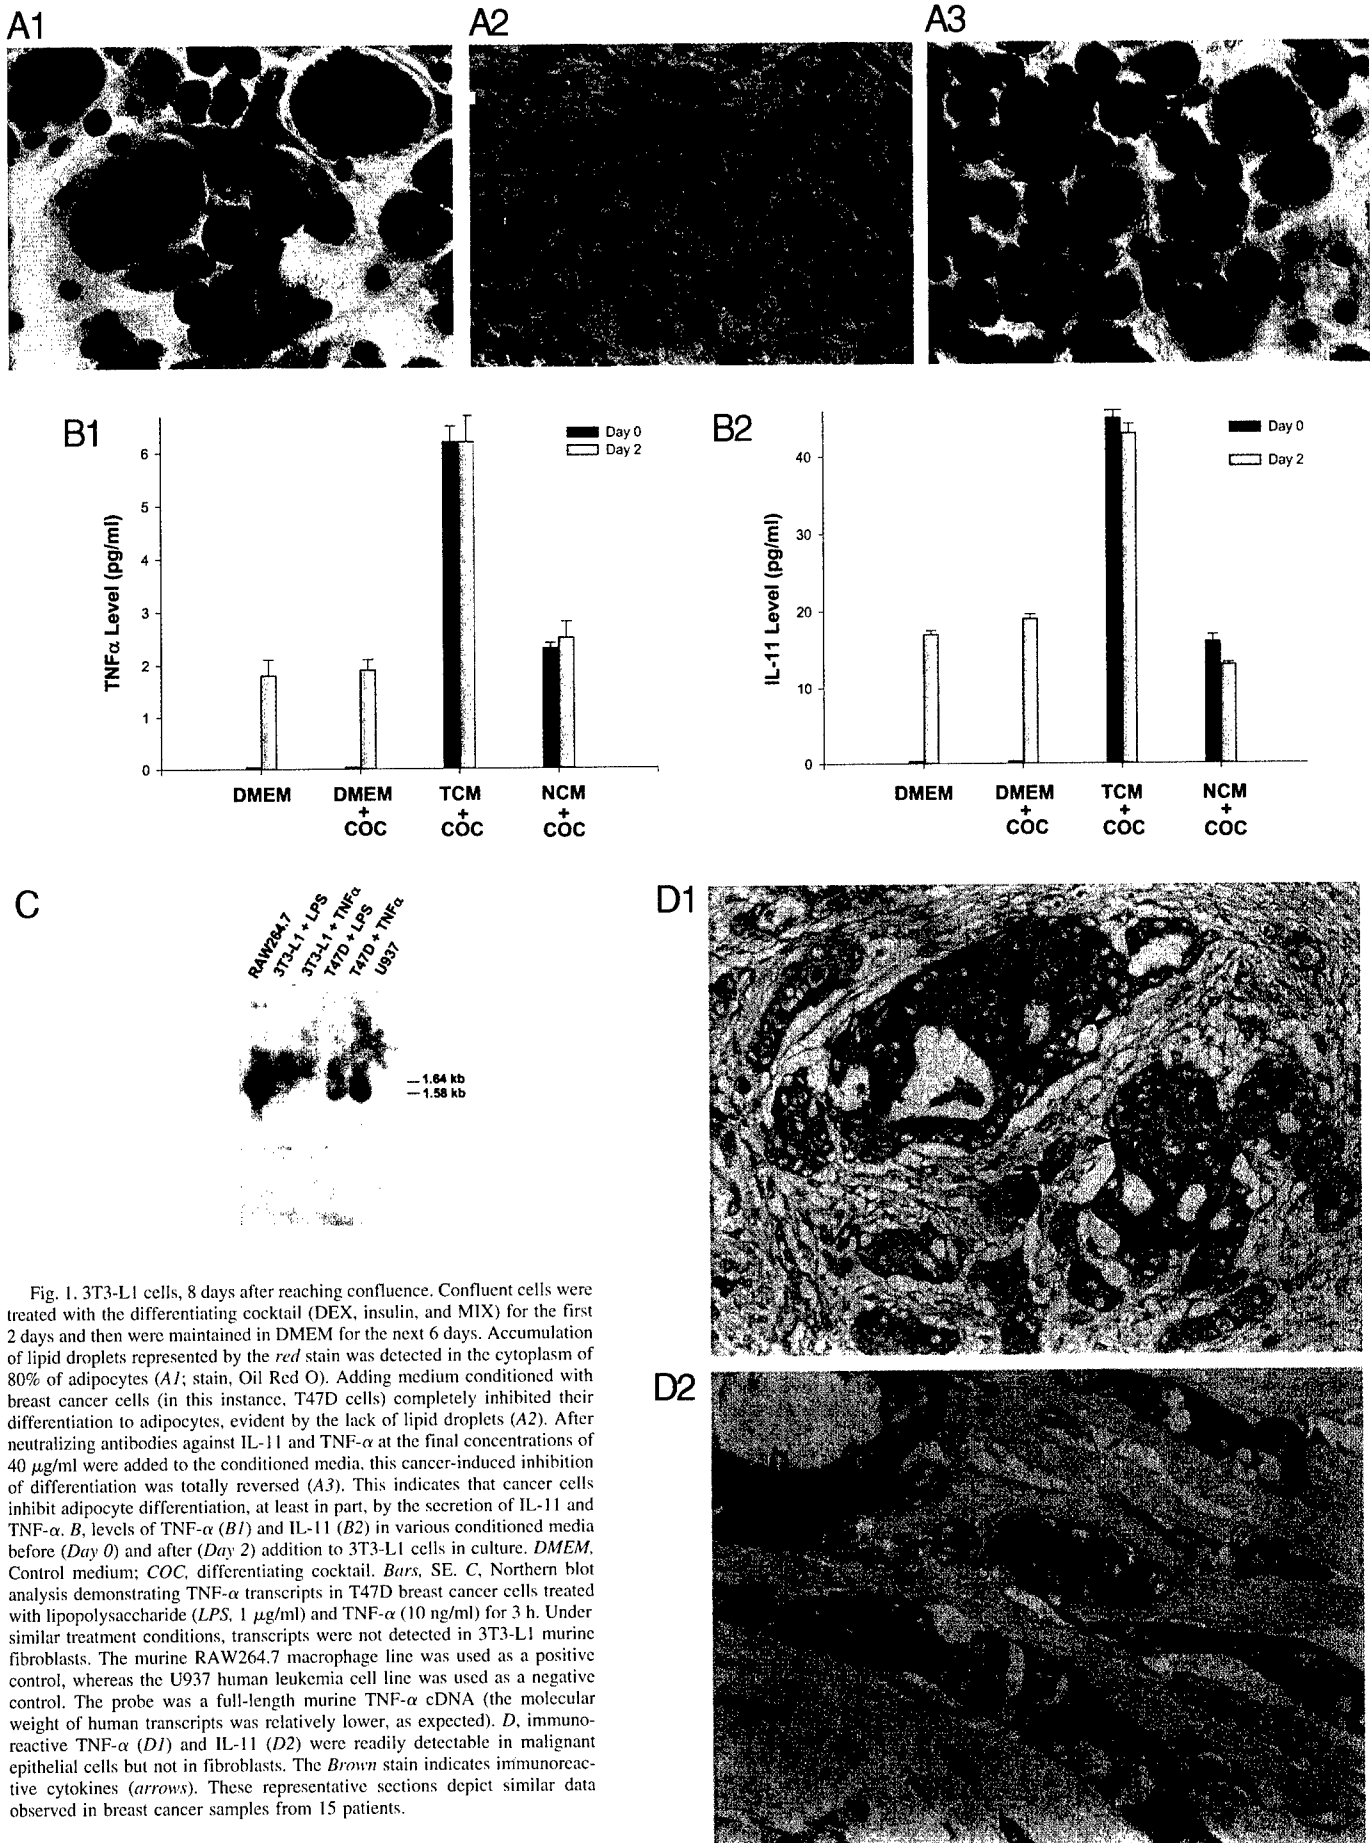 A1
A2
A3
B1
Day 0
Day 2
TNFα Level (pg/ml)
6
5
4
3
2
1
0
DMEM
DMEM
+
COC
TCM
+
COC
NCM
+
COC
B2
Day 0
Day 2
IL-11 Level (pg/ml)
40
30
20
10
0
DMEM
DMEM
+
COC
TCM
+
COC
NCM
+
COC
C
RAW264.7
3T3-L1 + LPS
3T3-L1 + TNFα
T47D + LPS
T47D + TNFα
U937
1.64 kb
1.58 kb
D1
D2
Fig. 1. 3T3-L1 cells, 8 days after reaching confluence. Confluent cells were
treated with the differentiating cocktail (DEX, insulin, and MIX) for the first
2 days and then were maintained in DMEM for the next 6 days. Accumulation
of lipid droplets represented by the red stain was detected in the cytoplasm of
80% of adipocytes (A1; stain, Oil Red O). Adding medium conditioned with
breast cancer cells (in this instance, T47D cells) completely inhibited their
differentiation to adipocytes, evident by the lack of lipid droplets (A2). After
neutralizing antibodies against IL-11 and TNF-α at the final concentrations of
40 μg/ml were added to the conditioned media, this cancer-induced inhibition
of differentiation was totally reversed (A3). This indicates that cancer cells
inhibit adipocyte differentiation, at least in part, by the secretion of IL-11 and
TNF-α. B, levels of TNF-α (B1) and IL-11 (B2) in various conditioned media
before (Day 0) and after (Day 2) addition to 3T3-L1 cells in culture. DMEM,
Control medium; COC, differentiating cocktail. Bars, SE. C, Northern blot
analysis demonstrating TNF-α transcripts in T47D breast cancer cells treated
with lipopolysaccharide (LPS, 1 μg/ml) and TNF-α (10 ng/ml) for 3 h. Under
similar treatment conditions, transcripts were not detected in 3T3-L1 murine
fibroblasts. The murine RAW264.7 macrophage line was used as a positive
control, whereas the U937 human leukemia cell line was used as a negative
control. The probe was a full-length murine TNF-α cDNA (the molecular
weight of human transcripts was relatively lower, as expected). D, immuno-
reactive TNF-α (D1) and IL-11 (D2) were readily detectable in malignant
epithelial cells but not in fibroblasts. The Brown stain indicates immunoreac-
tive cytokines (arrows). These representative sections depict similar data
observed in breast cancer samples from 15 patients.